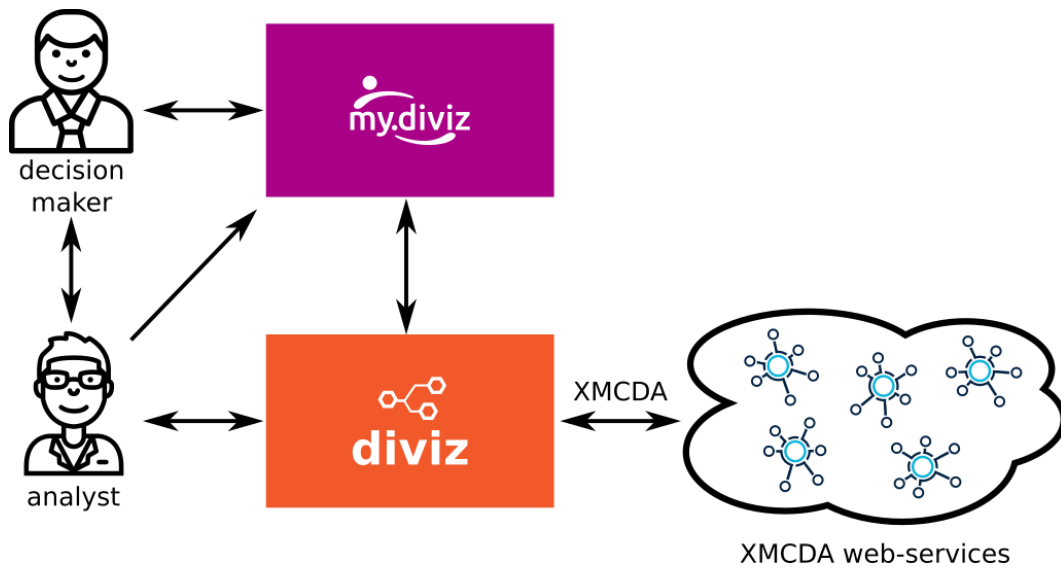 my.diviz
decision
maker
XMCDA
diviz
analyst
XMCDA web-services